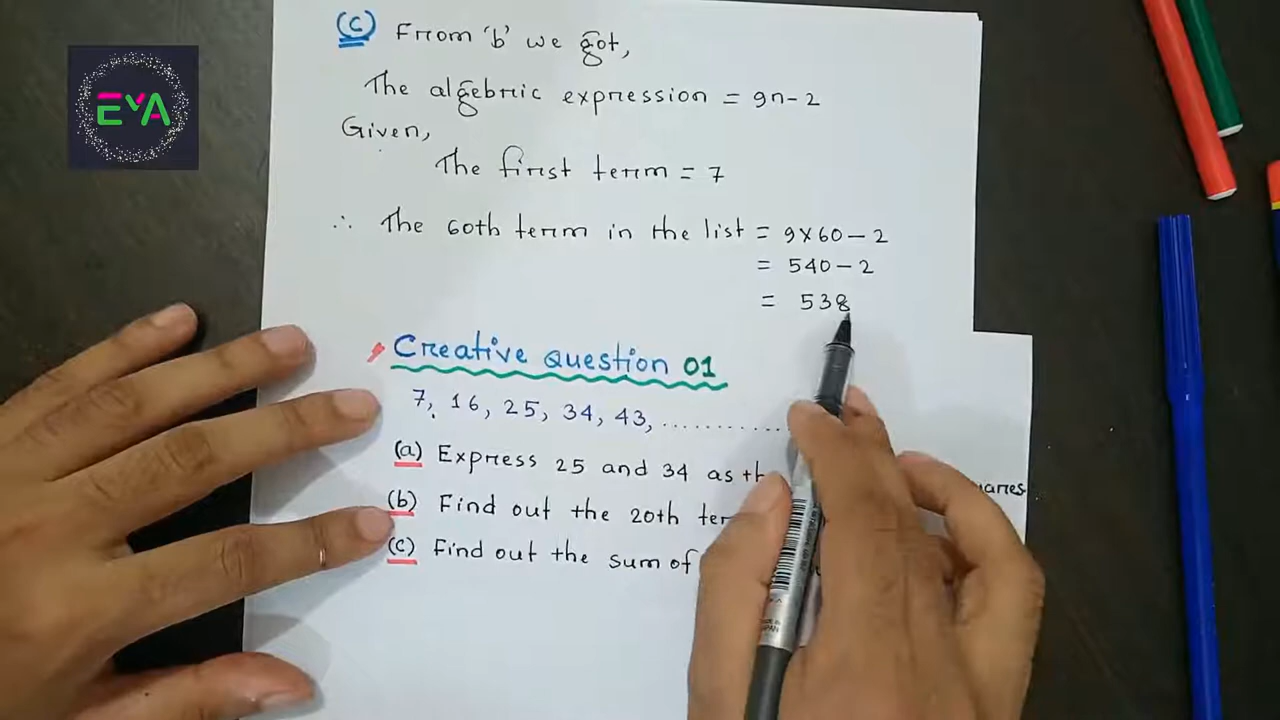 EYA
(c) From 'b' we got,
The algebric expression = 9n-2
Given,
The first term = 7
∴ The 60th term in the list = 9×60-2
= 540-2
= 538
Creative question 01
7, 16, 25, 34, 43, ............
(a) Express 25 and 34 as
(b) Find out the 20th
(c) Find out the sum of